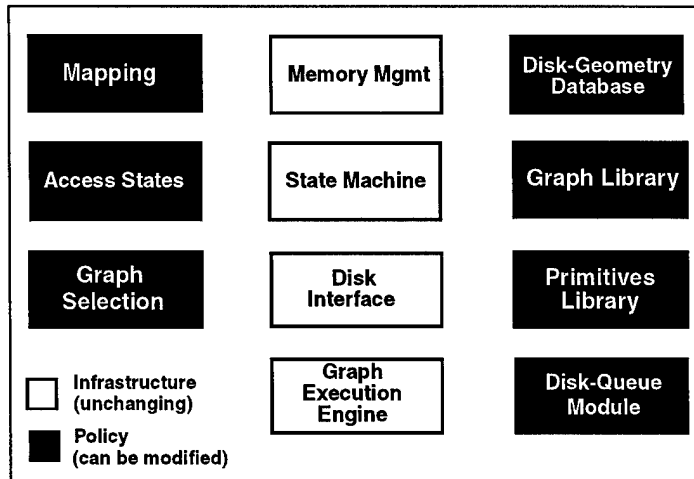 Mapping
Memory Mgmt
Disk-Geometry
Database
Access States
State Machine
Graph Library
Graph
Selection
Disk
Interface
Primitives
Library
Graph
Execution
Engine
Disk-Queue
Module
Infrastructure
(unchanging)
Policy
(can be modified)